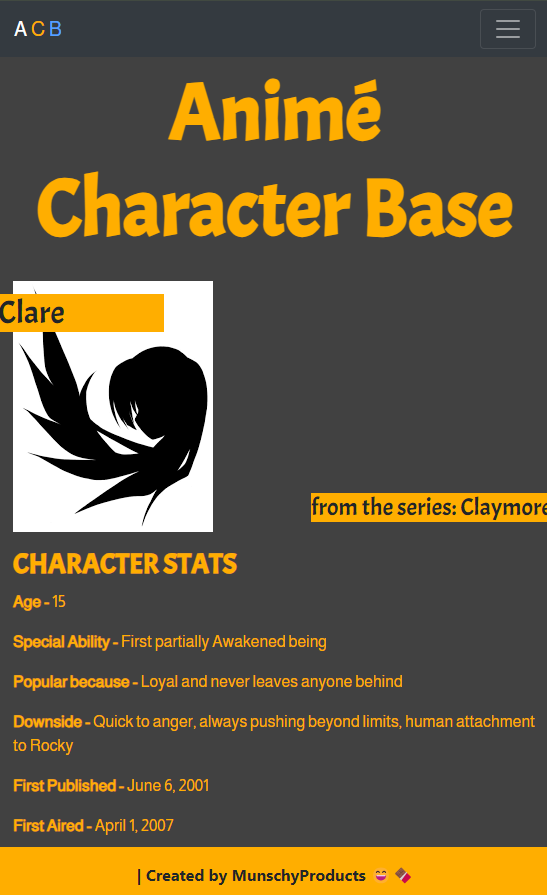 A C B
Animé
Character Base
Clare
from the series: Claymore
CHARACTER STATS
Age - 15
Special Ability - First partially Awakened being
Popular because - Loyal and never leaves anyone behind
Downside - Quick to anger, always pushing beyond limits, human attachment
to Rocky
First Published - June 6, 2001
First Aired - April 1, 2007
| Created by MunschyProducts 😄 🍫